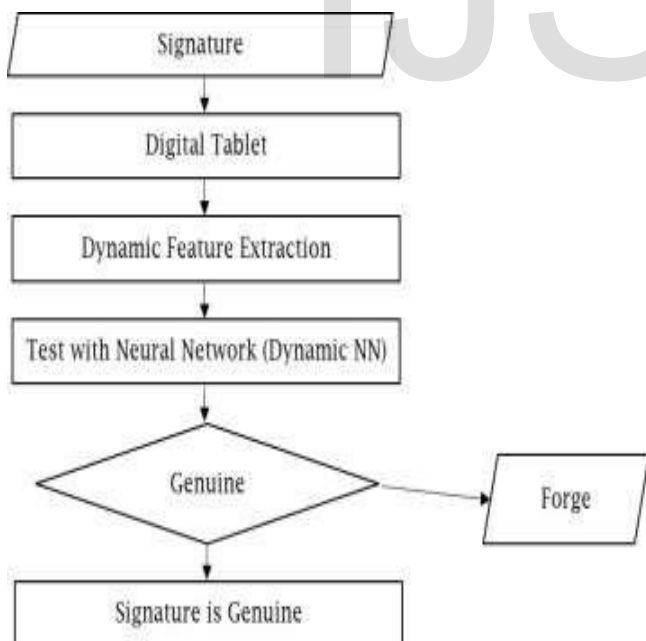 Signature
Digital Tablet
Dynamic Feature Extraction
Test with Neural Network (Dynamic NN)
Genuine
Forge
Signature is Genuine